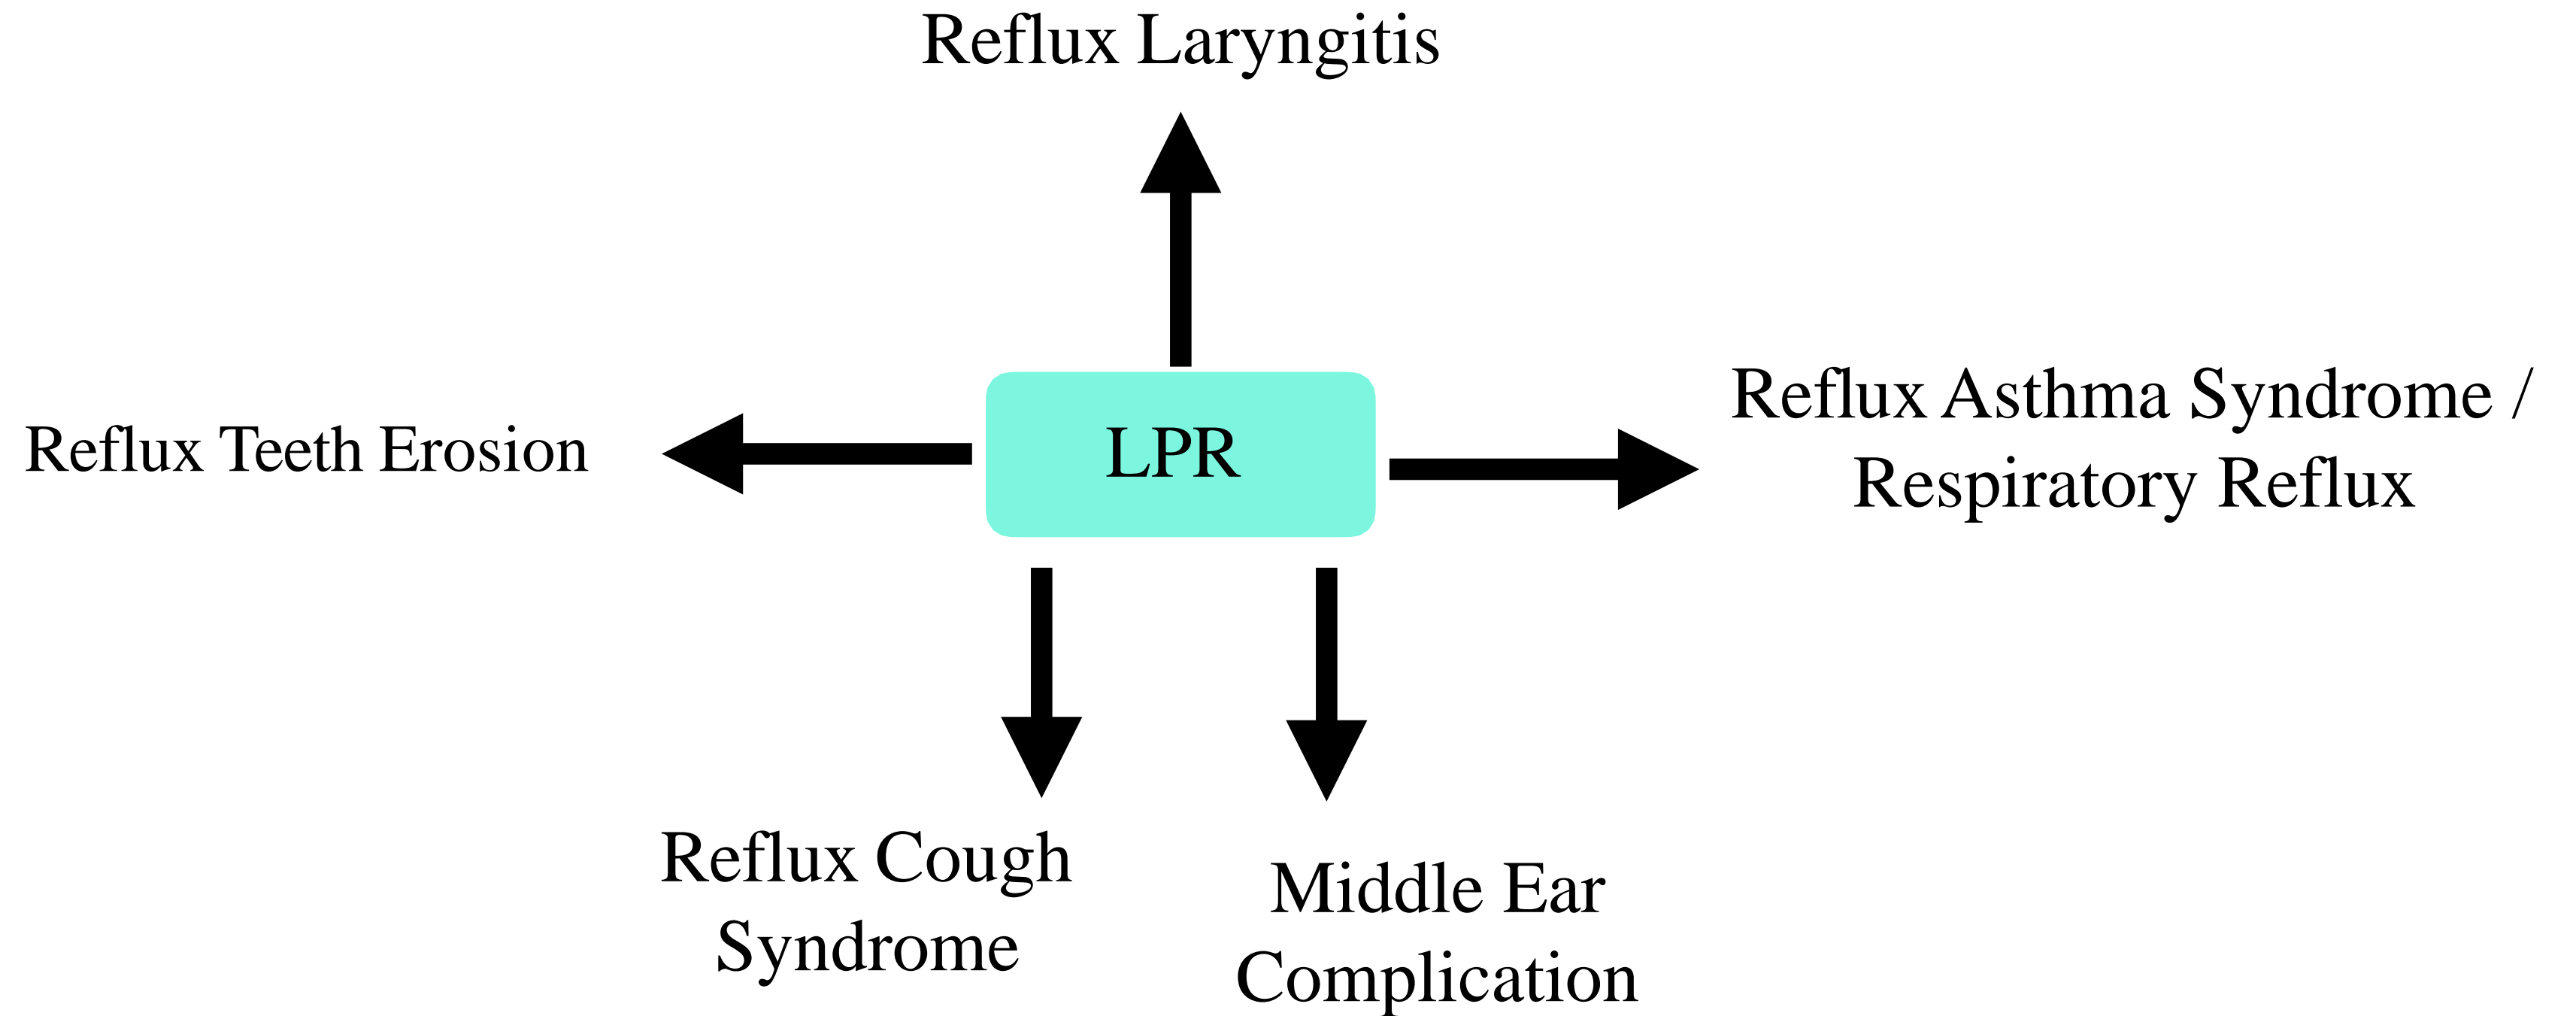 Reflux Laryngitis
Reflux Teeth Erosion
LPR
Reflux Asthma Syndrome /
Respiratory Reflux
Reflux Cough
Syndrome
Middle Ear
Complication